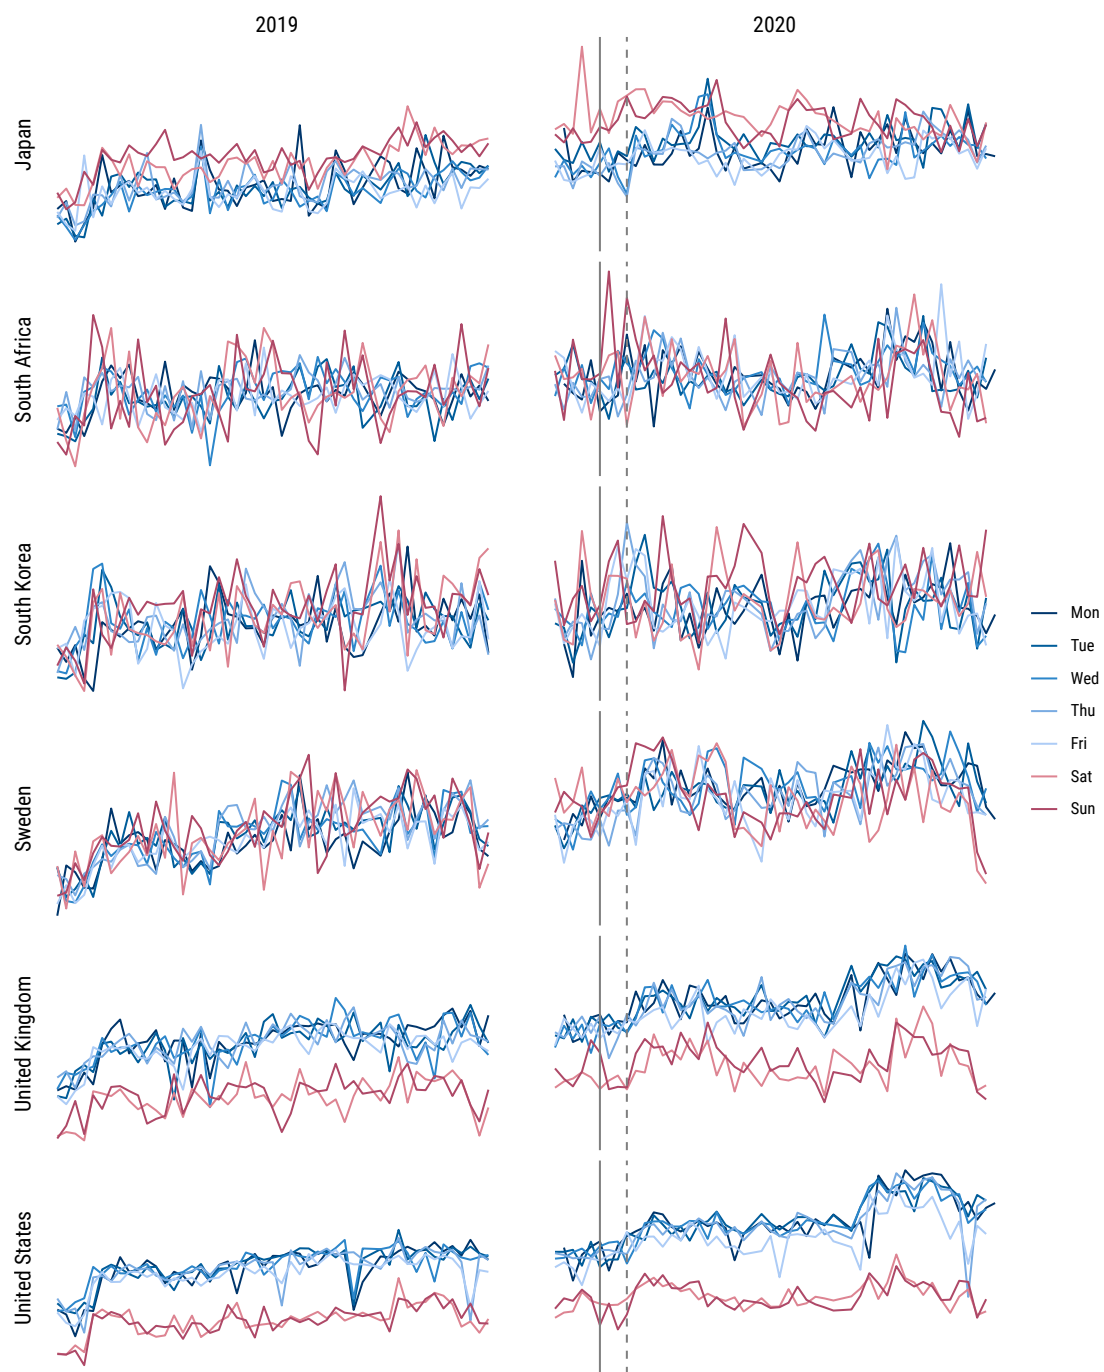 2019
2020
Japan
South Africa
South Korea
Sweden
United Kingdom
United States
Mon
Tue
Wed
Thu
Fri
Sat
Sun